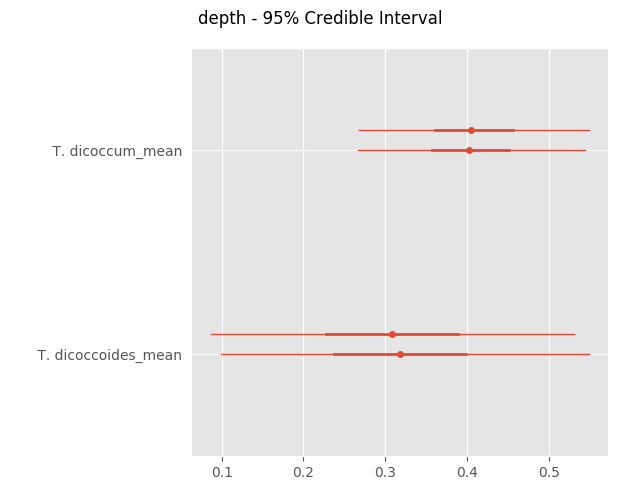 depth - 95% Credible Interval
T. dicoccum_mean
T. dicoccoides_mean
0.1 0.2 0.3 0.4 0.5